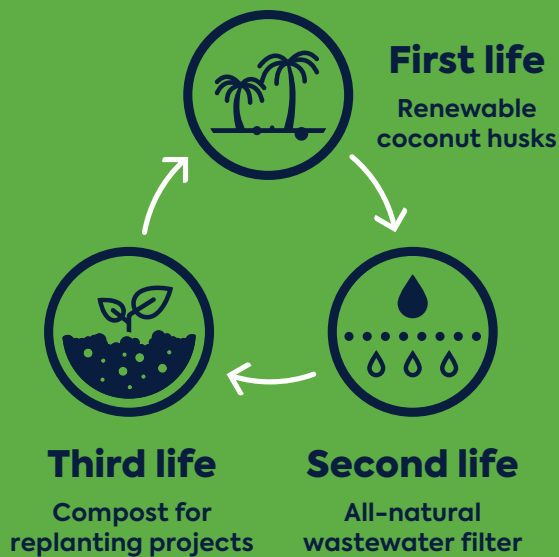 First life
Renewable
coconut husks
Second life
All-natural
wastewater filter
Third life
Compost for
replanting projects